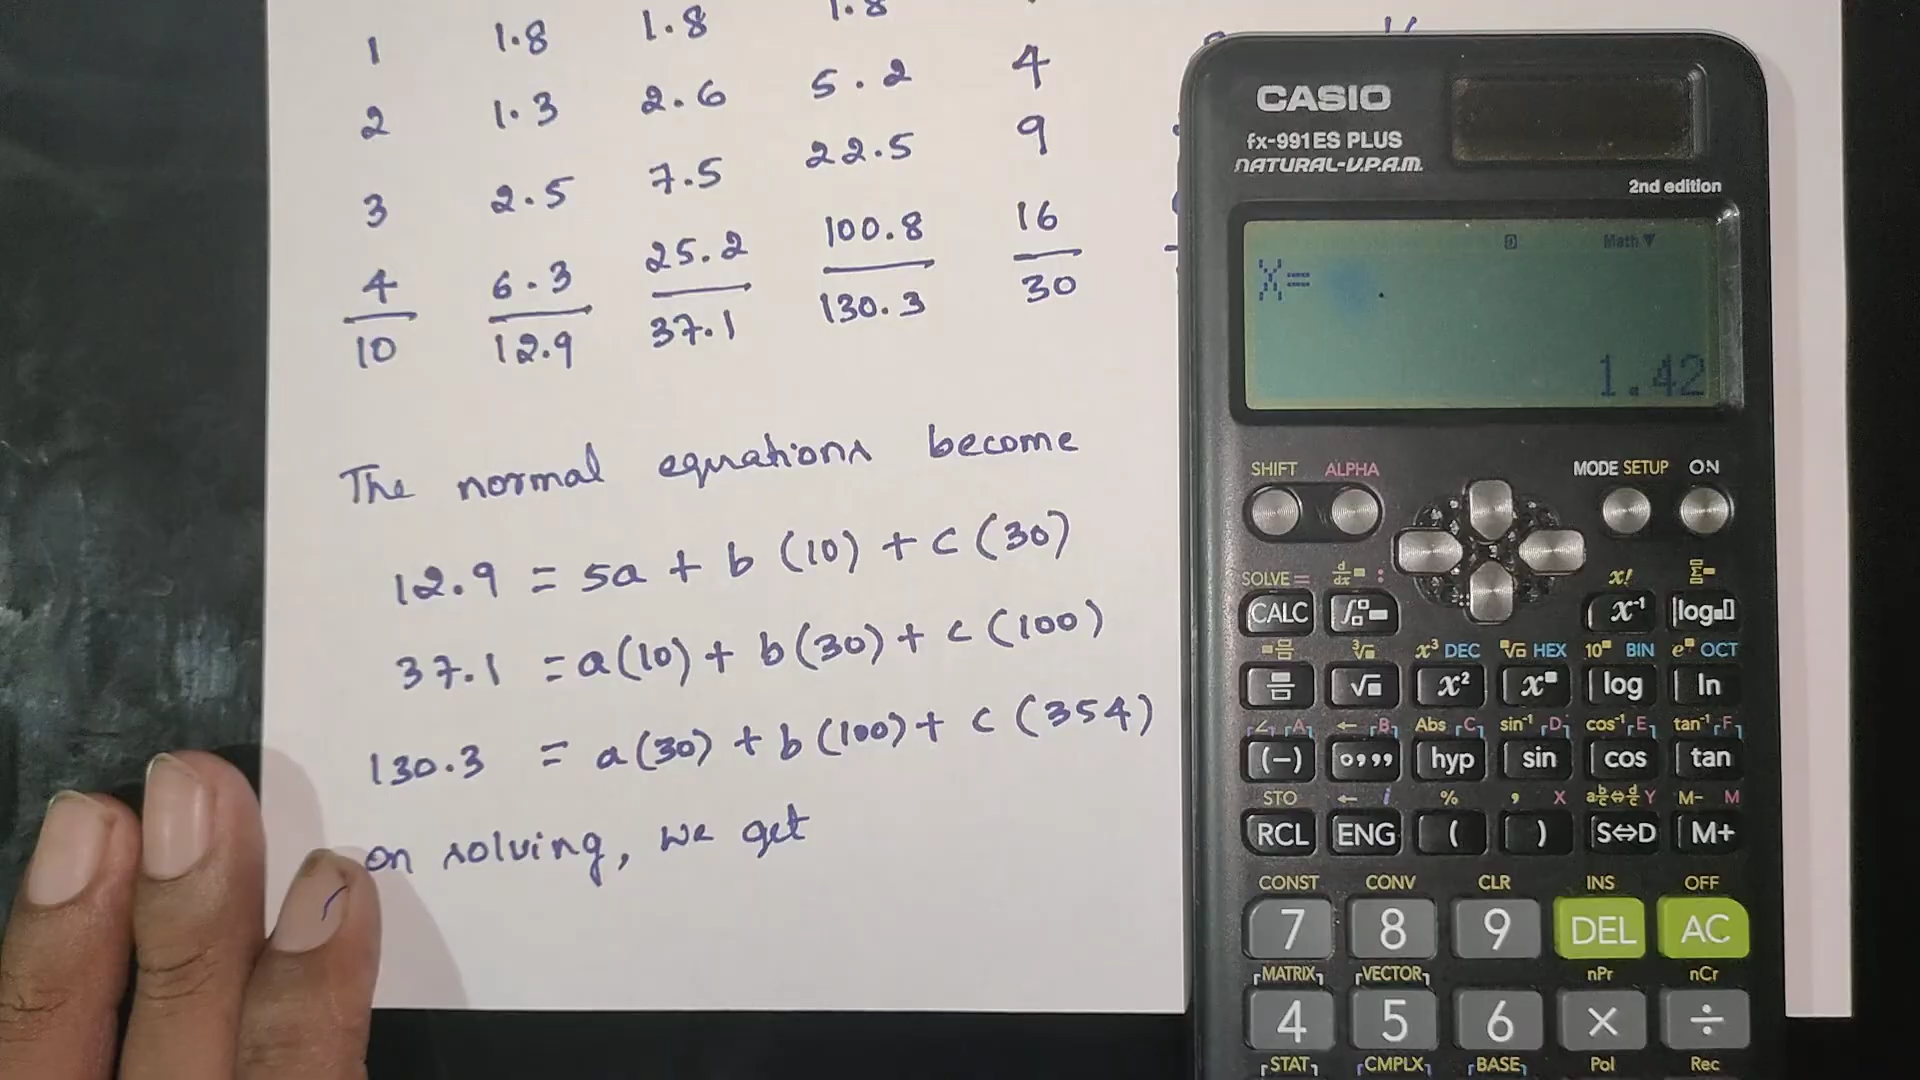 1 1.8 1.8 1.8
2 1.3 2.6 5.2 4
3 2.5 7.5 22.5 9
4 6.3 25.2 100.8 16
10 12.9 37.1 130.3 30
The normal equations become
12.9 = 5a + b (10) + c (30)
37.1 = a(10) + b(30) + c (100)
130.3 = a(30) + b(100) + c (354)
on solving, we get
CASIO
fx-991ES PLUS
NATURAL-V.P.A.M.
2nd edition
D Math▼
X=
1.42
SHIFT ALPHA MODE SETUP ON
SOLVE = d/dx : x! Σ
CALC ∫ x⁻¹ log
³√ x³ DEC √ HEX 10 BIN e OCT
√ x² x log ln
∠ A ← B Abs C sin⁻¹ D cos⁻¹ E tan⁻¹ F
(−) °,,, hyp sin cos tan
STO ← i % , X a b/c⇔d/c Y M− M
RCL ENG ( ) S⇔D M+
CONST CONV CLR INS OFF
7 8 9 DEL AC
MATRIX VECTOR nPr nCr
4 5 6 × ÷
STAT CMPLX BASE Pol Rec